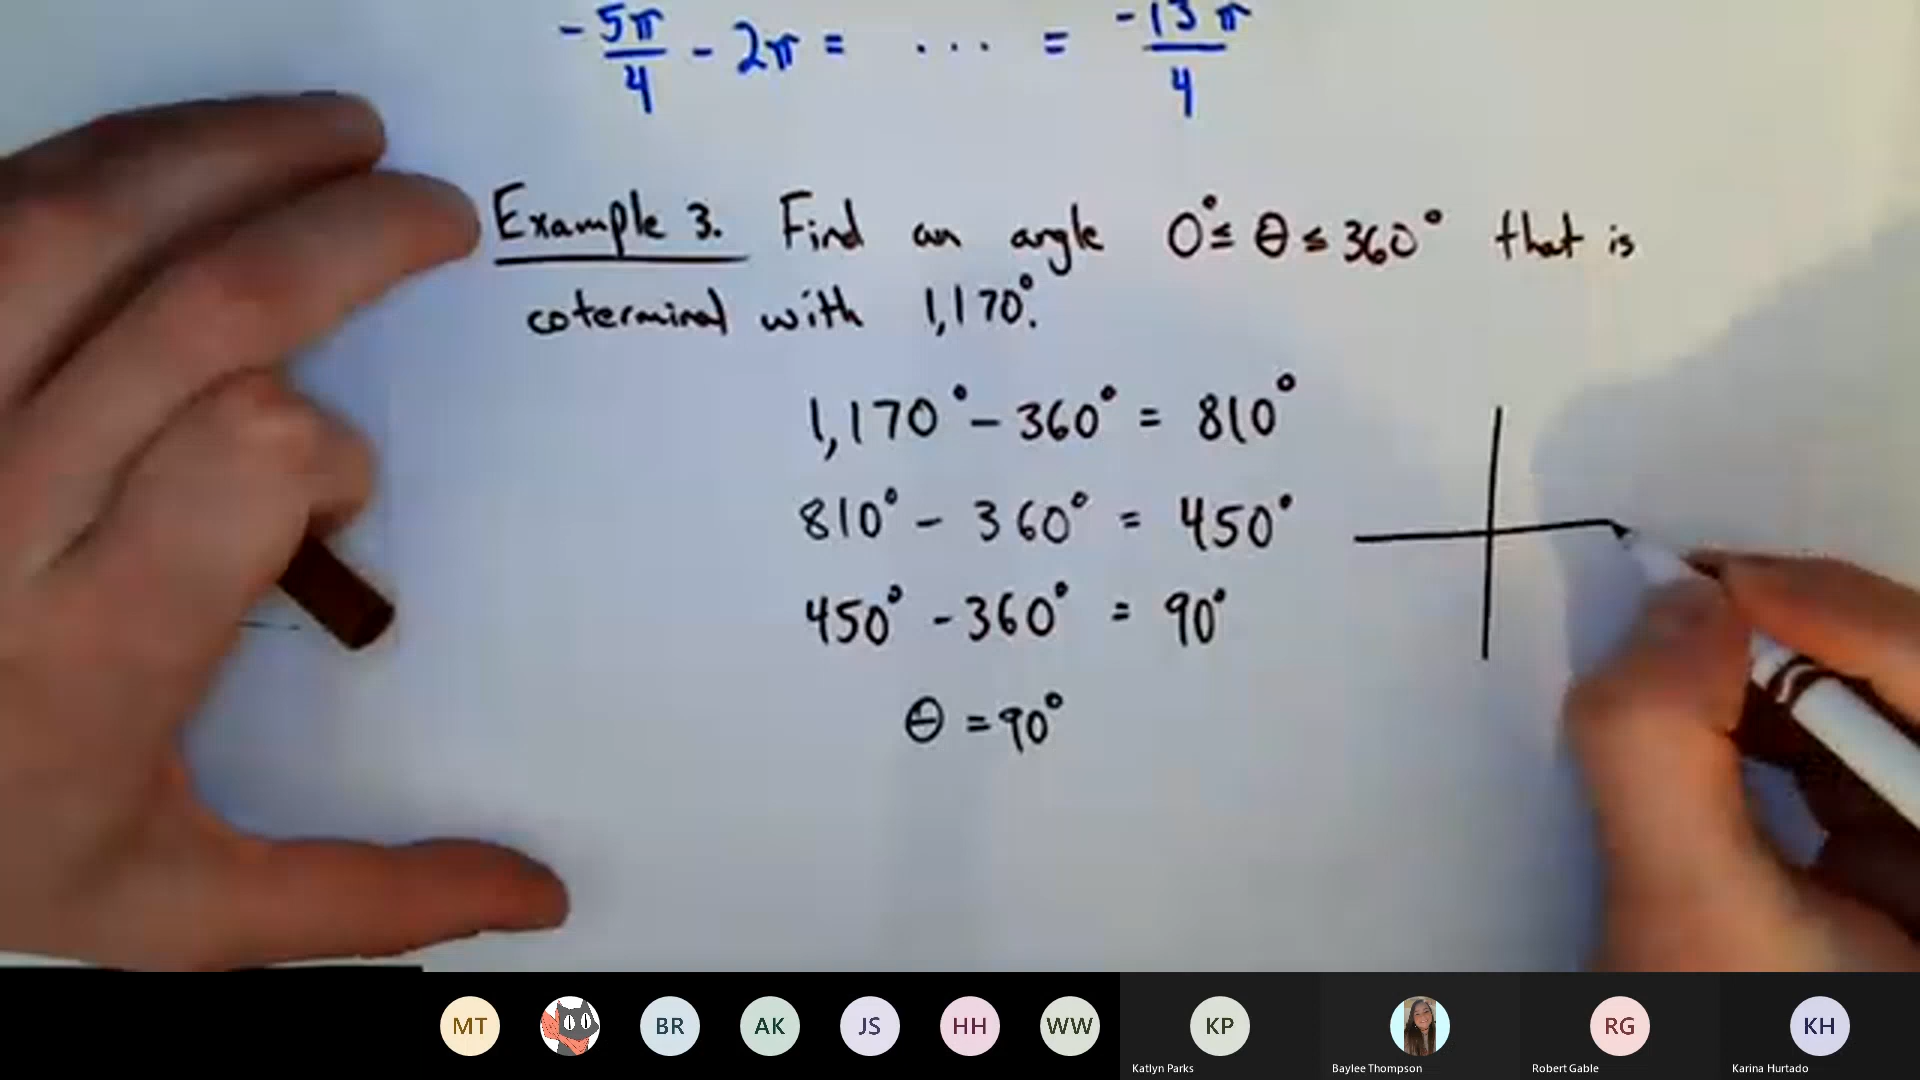 -5π/4 - 2π = ... = -13π/4
Example 3. Find an angle 0° ≤ θ ≤ 360° that is
coterminal with 1,170°.
1,170° - 360° = 810°
810° - 360° = 450°
450° - 360° = 90°
θ = 90°
MT BR AK JS HH WW KP RG KH
Katlyn Parks Baylee Thompson Robert Gable Karina Hurtado